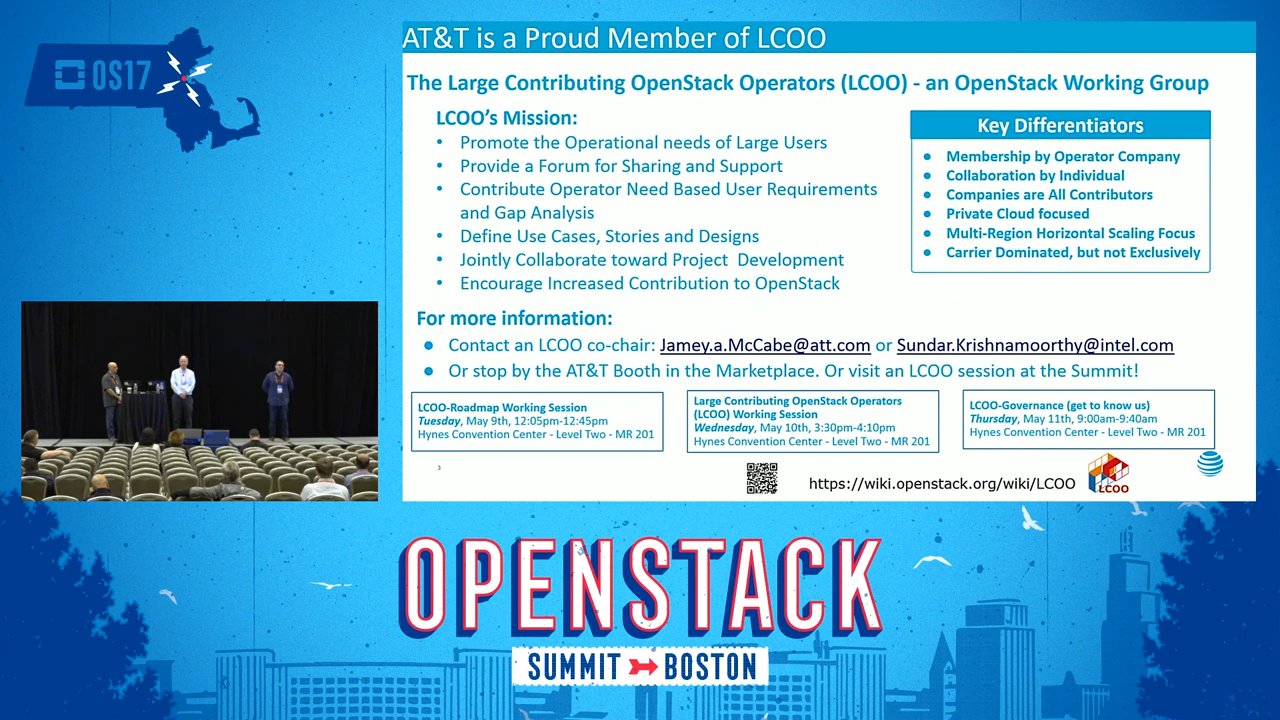 OS17
AT&T is a Proud Member of LCOO
The Large Contributing OpenStack Operators (LCOO) - an OpenStack Working Group
LCOO's Mission:
• Promote the Operational needs of Large Users
• Provide a Forum for Sharing and Support
• Contribute Operator Need Based User Requirements
and Gap Analysis
• Define Use Cases, Stories and Designs
• Jointly Collaborate toward Project Development
• Encourage Increased Contribution to OpenStack
Key Differentiators
• Membership by Operator Company
• Collaboration by Individual
• Companies are All Contributors
• Private Cloud focused
• Multi-Region Horizontal Scaling Focus
• Carrier Dominated, but not Exclusively
For more information:
• Contact an LCOO co-chair: Jamey.a.McCabe@att.com or Sundar.Krishnamoorthy@intel.com
• Or stop by the AT&T Booth in the Marketplace. Or visit an LCOO session at the Summit!
LCOO-Roadmap Working Session
Tuesday, May 9th, 12:05pm-12:45pm
Hynes Convention Center - Level Two - MR 201
Large Contributing OpenStack Operators
(LCOO) Working Session
Wednesday, May 10th, 3:30pm-4:10pm
Hynes Convention Center - Level Two - MR 201
LCOO-Governance (get to know us)
Thursday, May 11th, 9:00am-9:40am
Hynes Convention Center - Level Two - MR 201
3
https://wiki.openstack.org/wiki/LCOO
LCOO
OPENSTACK
SUMMIT BOSTON